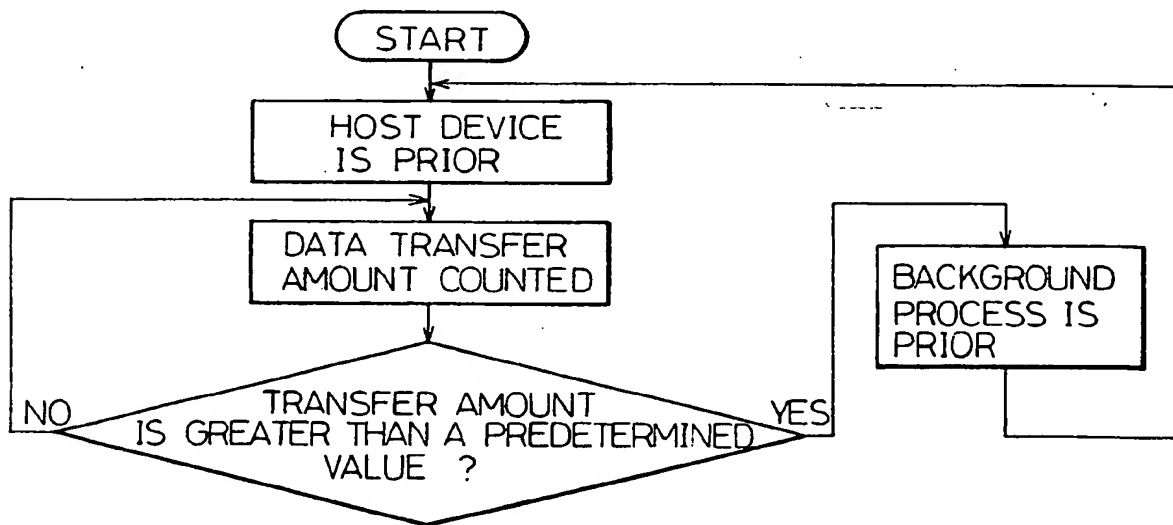 START
HOST DEVICE
IS PRIOR
DATA TRANSFER
AMOUNT COUNTED
TRANSFER AMOUNT
IS GREATER THAN A PREDETERMINED
VALUE ?
NO
YES
BACKGROUND
PROCESS IS
PRIOR